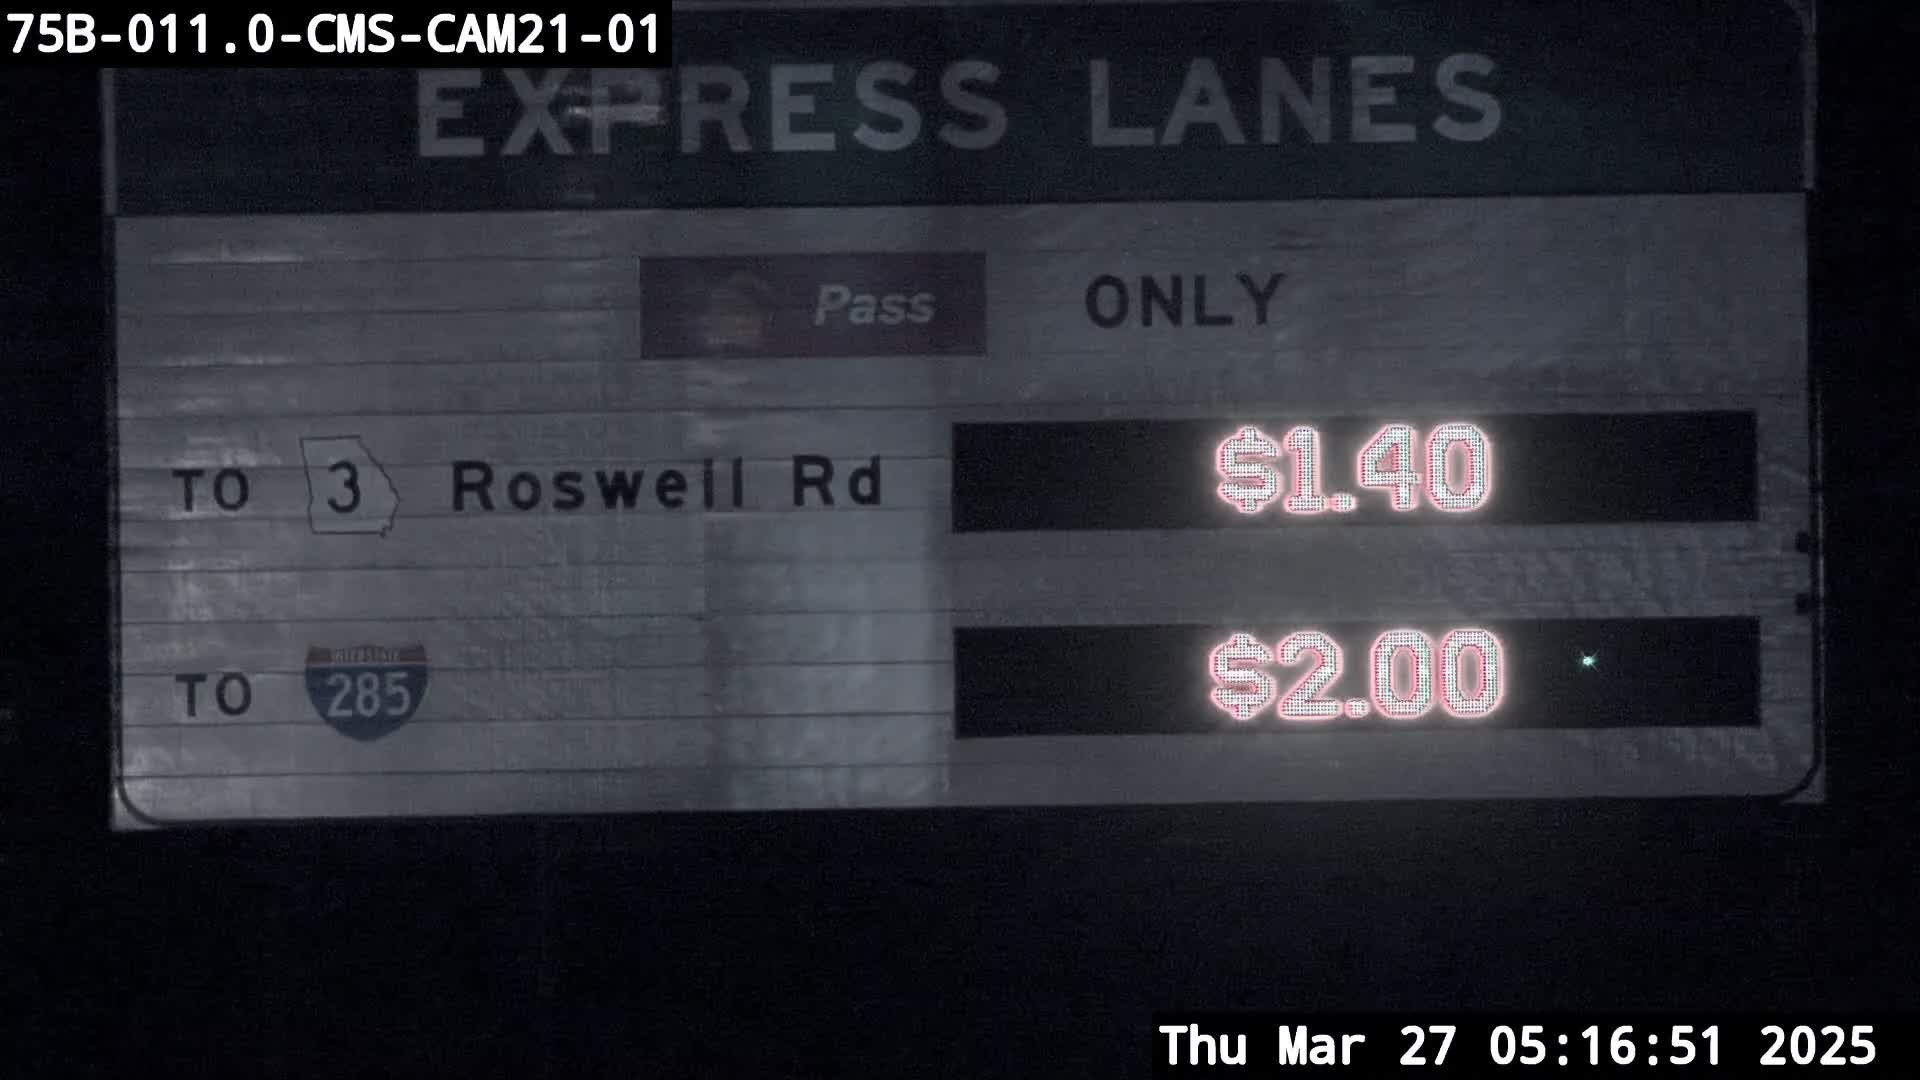 75B-011.0-CMS-CAM21-01
EXPRESS LANES
Pass ONLY
TO 3 Roswell Rd $1.40
INTERSTATE
TO 285 $2.00
Thu Mar 27 05:16:51 2025